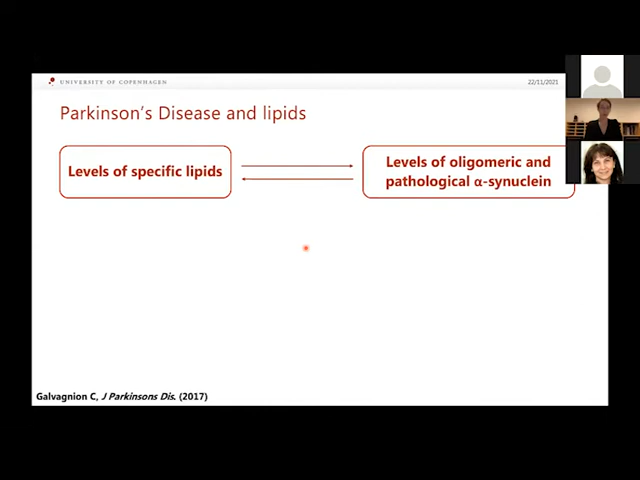 UNIVERSITY OF COPENHAGEN
22/11/2021
Parkinson's Disease and lipids
Levels of specific lipids
Levels of oligomeric and
pathological α-synuclein
Galvagnion C, J Parkinsons Dis. (2017)